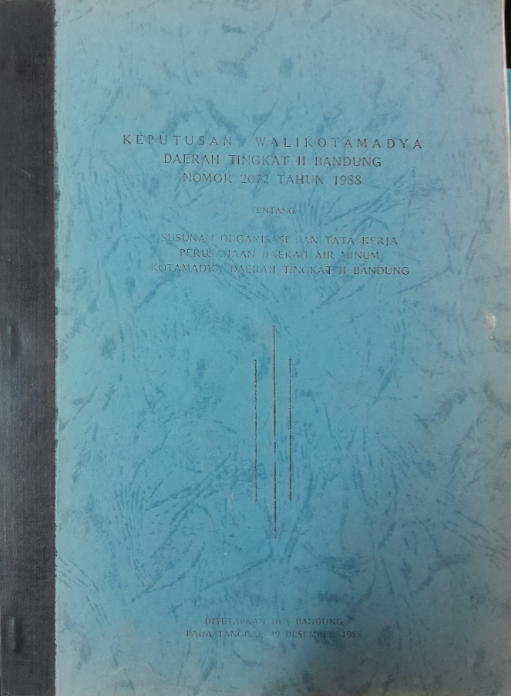 KEPUTUSAN WALIKOTAMADYA
DAERAH TINGKAT II BANDUNG
NOMOR 2072 TAHUN 1988
TENTANG
SUSUNAN ORGANISASI DAN TATA KERJA
PERUSAHAAN DAERAH AIR MINUM
KOTAMADYA DAERAH TINGKAT II BANDUNG
DITETAPKAN DI : BANDUNG
PADA TANGGAL : 19 DESEMBER 1988